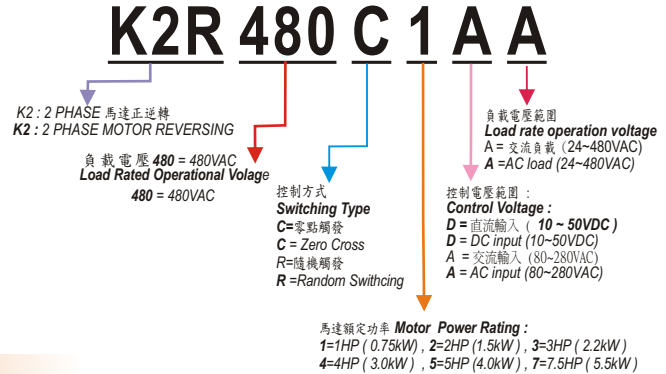 K2R 480 C 1 A A
K2 : 2 PHASE 馬達正逆轉
K2 : 2 PHASE MOTOR REVERSING
負載電壓 480 = 480VAC
Load Rated Operational Volage
480 = 480VAC
控制方式
Switching Type
C=零點觸發
C = Zero Cross
R=隨機觸發
R =Random Swithcing
負載電壓範圍
Load rate operation voltage
A = 交流負載 (24~480VAC)
A =AC load (24~480VAC)
控制電壓範圍 :
Control Voltage :
D = 直流輸入 ( 10 ~ 50VDC )
D = DC input (10~50VDC)
A = 交流輸入 (80~280VAC)
A = AC input (80~280VAC)
馬達額定功率 Motor Power Rating :
1=1HP ( 0.75kW) , 2=2HP (1.5kW ) , 3=3HP ( 2.2kW )
4=4HP ( 3.0kW ) , 5=5HP (4.0kW ) , 7=7.5HP ( 5.5kW )